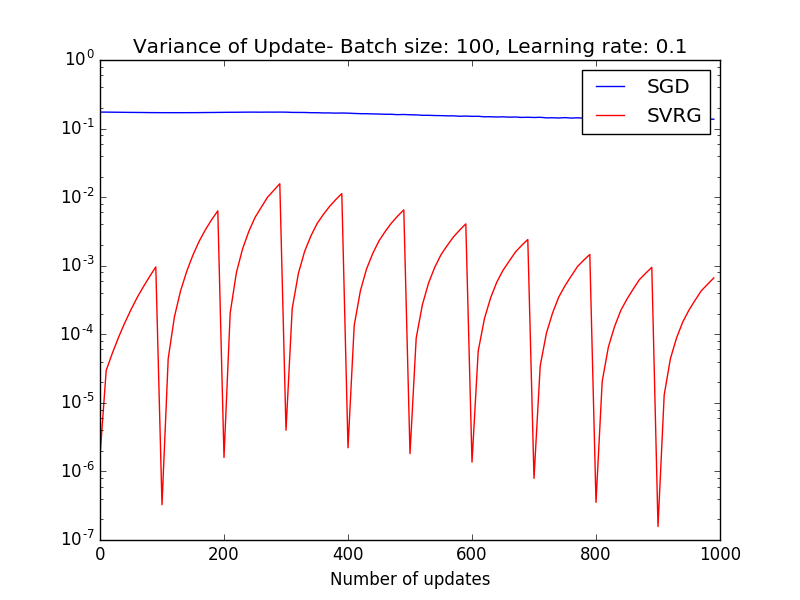 Variance of Update- Batch size: 100, Learning rate: 0.1
10^0
10^-1
10^-2
10^-3
10^-4
10^-5
10^-6
10^-7
SGD
SVRG
0 200 400 600 800 1000
Number of updates